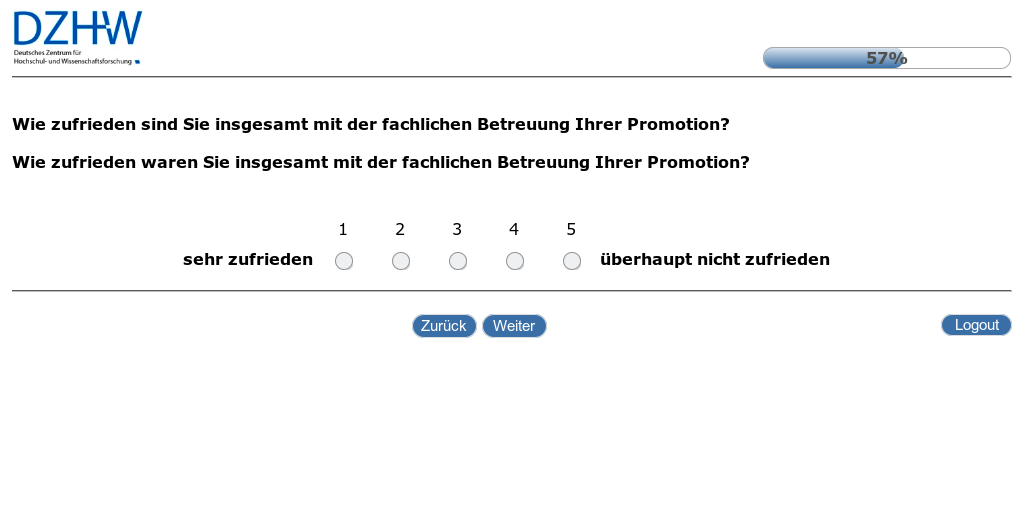 DZHW
Deutsches Zentrum für
Hochschul- und Wissenschaftsforschung
57%
Wie zufrieden sind Sie insgesamt mit der fachlichen Betreuung Ihrer Promotion?
Wie zufrieden waren Sie insgesamt mit der fachlichen Betreuung Ihrer Promotion?
1 2 3 4 5
sehr zufrieden überhaupt nicht zufrieden
Zurück Weiter Logout